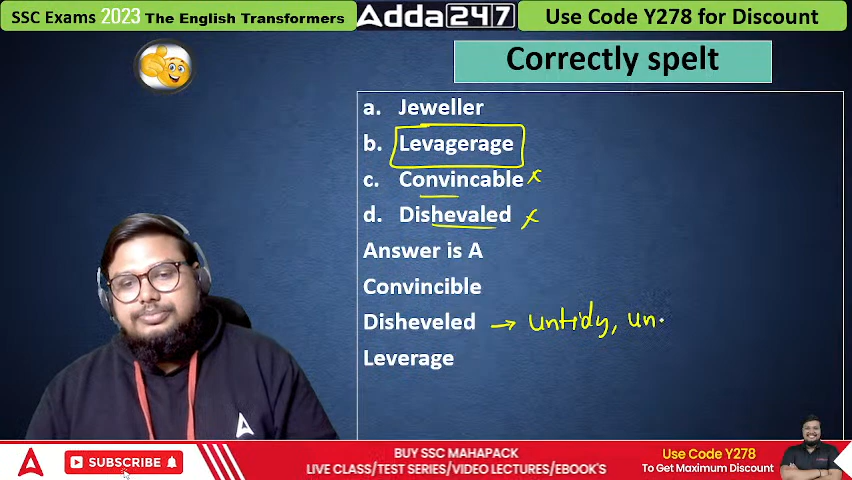 SSC Exams 2023 The English Transformers
Adda247
Use Code Y278 for Discount
Correctly spelt
a. Jeweller
b. Levagerage
c. Convincable x
d. Dishevaled x
Answer is A
Convincible
Disheveled → untidy, un
Leverage
SUBSCRIBE
BUY SSC MAHAPACK
LIVE CLASS/TEST SERIES/VIDEO LECTURES/EBOOK'S
Use Code Y278
To Get Maximum Discount